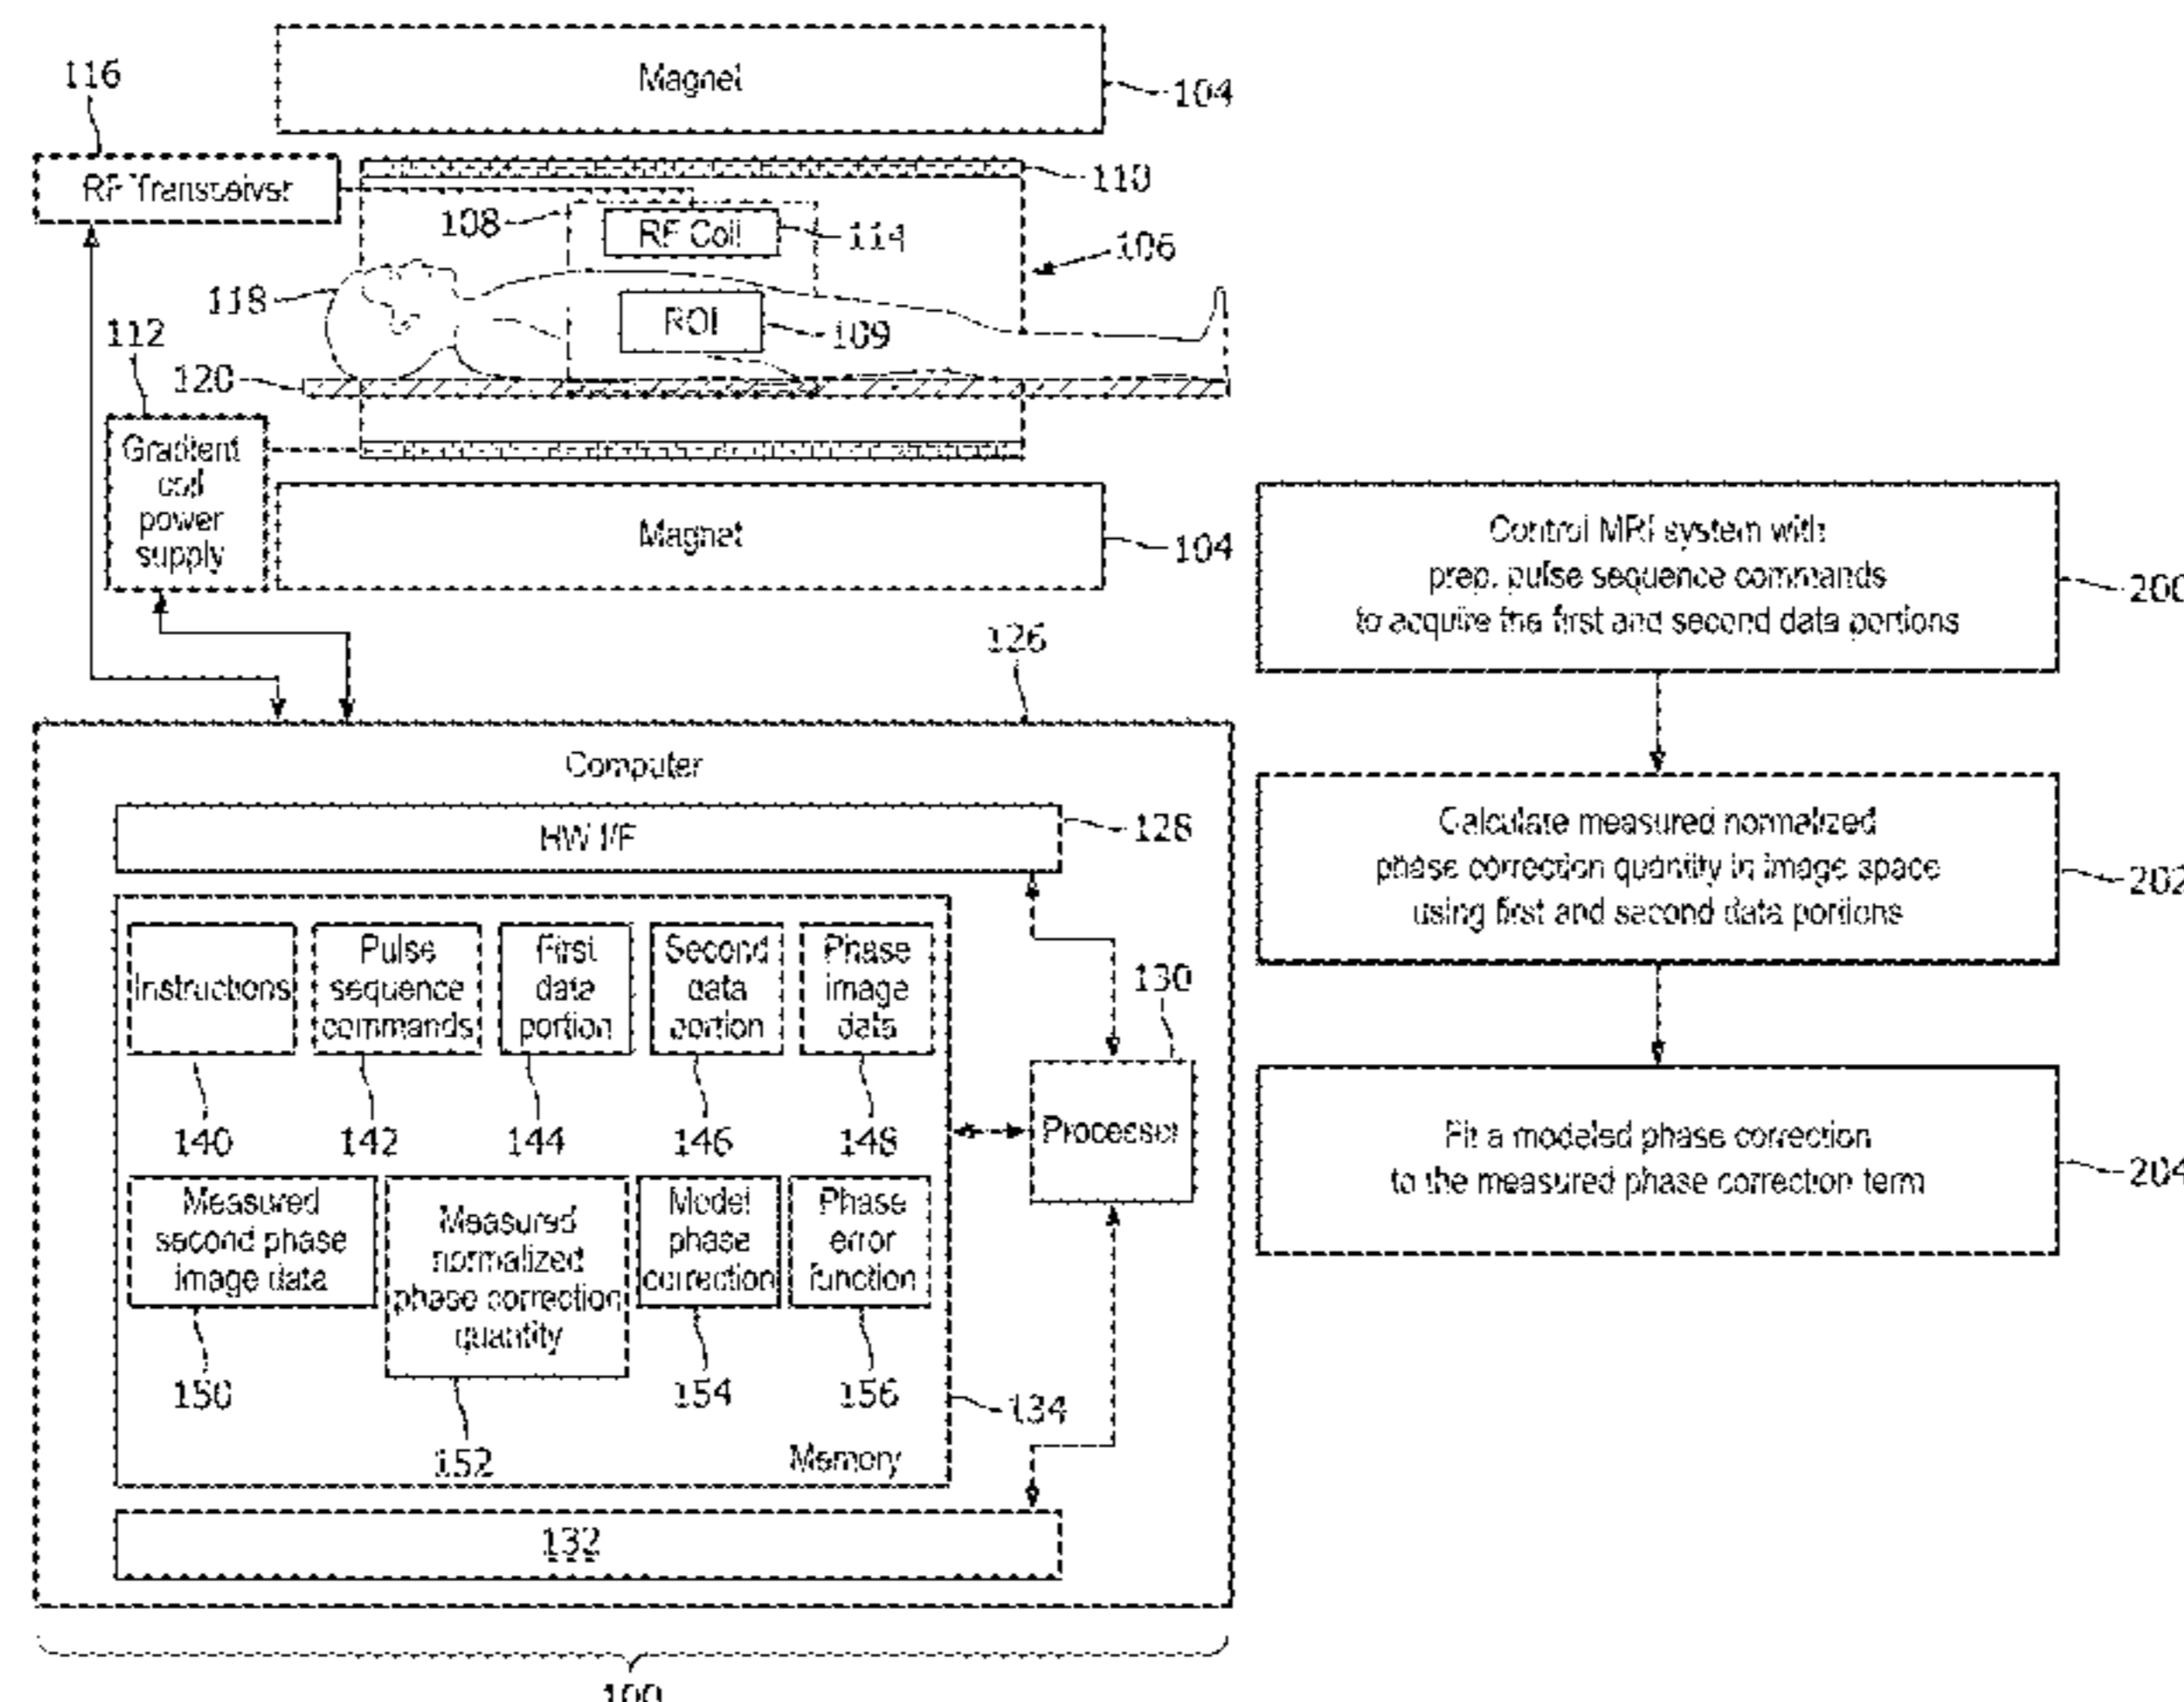 Magnet
104
116
RF Transceiver
110
108
RF Coil
114
106
118
ROI
109
112
120
Gradient
coil
power
supply
Magnet
104
126
Computer
HW I/F
128
Instructions
Pulse
sequence
commands
First
data
portion
Second
data
portion
Phase
image
data
130
140
142
144
146
148
Processor
Measured
second phase
image data
Measured
normalized
phase correction
quantity
Model
phase
correction
Phase
error
function
150
154
156
134
152
Memory
132
100
Control MRI system with
prep. pulse sequence commands
to acquire the first and second data portions
200
Calculate measured normalized
phase correction quantity in image space
using first and second data portions
202
Fit a modeled phase correction
to the measured phase correction term
204